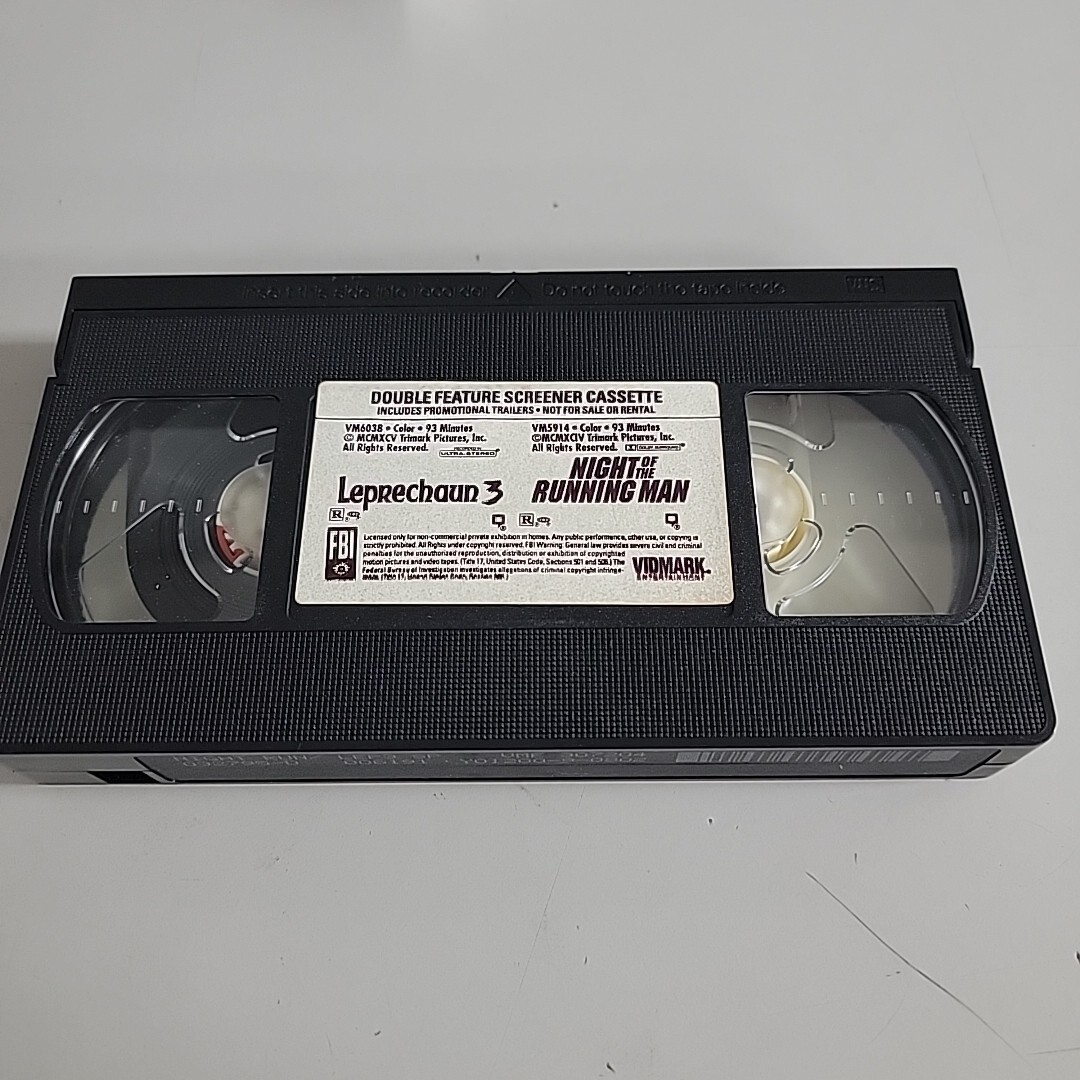 Insert this side into recorder Do not touch the tape inside VHS
DOUBLE FEATURE SCREENER CASSETTE
INCLUDES PROMOTIONAL TRAILERS • NOT FOR SALE OR RENTAL
VM6038 • Color • 93 Minutes
©MCMXCV Trimark Pictures, Inc.
All Rights Reserved.
ULTRA-STEREO
Leprechaun 3
R
VM5914 • Color • 93 Minutes
©MCMXCIV Trimark Pictures, Inc.
All Rights Reserved.
DOLBY SURROUND
NIGHT OF THE
RUNNING MAN
R
FBI
Licensed only for non-commercial private exhibition in homes. Any public performance, other use, or copying is
strictly prohibited. All Rights under copyright reserved. FBI Warning: General law provides severe civil and criminal
penalties for the unauthorized reproduction, distribution or exhibition of copyrighted
motion pictures and video tapes. (Title 17, United States Code, Sections 501 and 506.) The
Federal Bureau of Investigation investigates allegations of criminal copyright infringe-
VIDMARK
ENTERTAINMENT